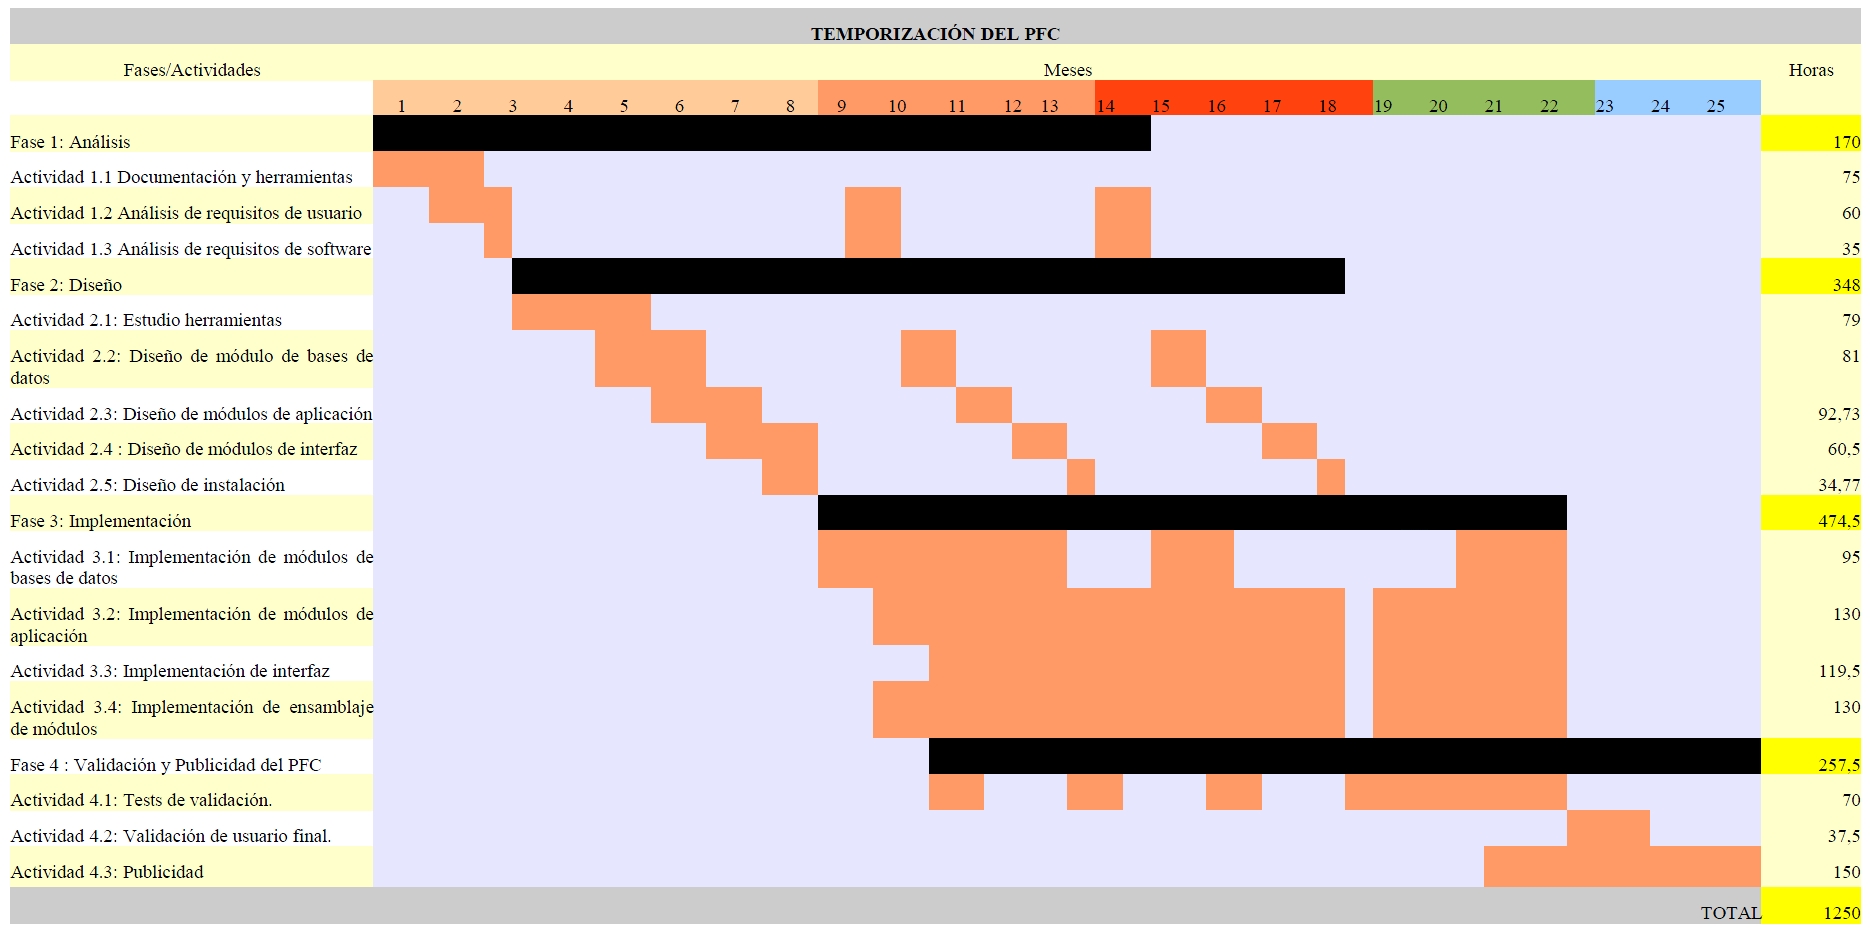 TEMPORIZACIÓN DEL PFC
Fases/Actividades Meses Horas
1 2 3 4 5 6 7 8 9 10 11 12 13 14 15 16 17 18 19 20 21 22 23 24 25
Fase 1: Análisis 170
Actividad 1.1 Documentación y herramientas 75
Actividad 1.2 Análisis de requisitos de usuario 60
Actividad 1.3 Análisis de requisitos de software 35
Fase 2: Diseño 348
Actividad 2.1: Estudio herramientas 79
Actividad 2.2: Diseño de módulo de bases de 81
datos
Actividad 2.3: Diseño de módulos de aplicación 92,73
Actividad 2.4 : Diseño de módulos de interfaz 60,5
Actividad 2.5: Diseño de instalación 34,77
Fase 3: Implementación 474,5
Actividad 3.1: Implementación de módulos de 95
bases de datos
Actividad 3.2: Implementación de módulos de 130
aplicación
Actividad 3.3: Implementación de interfaz 119,5
Actividad 3.4: Implementación de ensamblaje 130
de módulos
Fase 4 : Validación y Publicidad del PFC 257,5
Actividad 4.1: Tests de validación. 70
Actividad 4.2: Validación de usuario final. 37,5
Actividad 4.3: Publicidad 150
TOTAL 1250